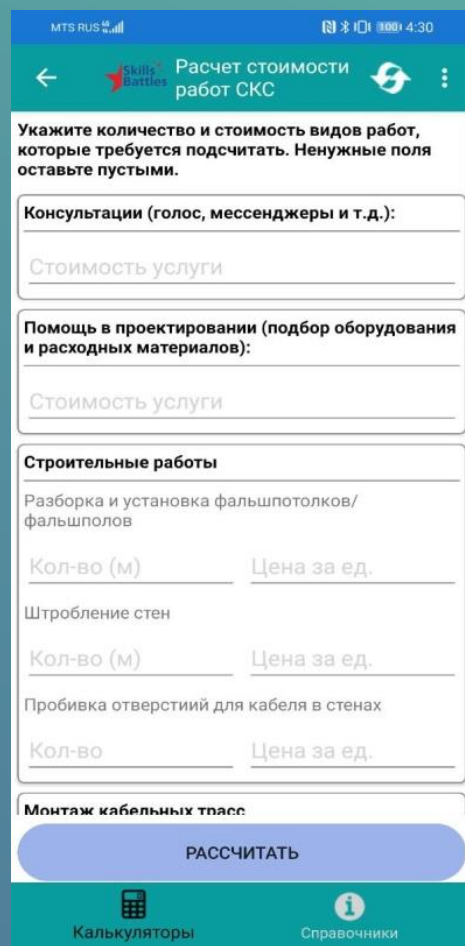 MTS RUS 100 4:30
Skills Battles
Расчет стоимости
работ СКС
Укажите количество и стоимость видов работ,
которые требуется подсчитать. Ненужные поля
оставьте пустыми.
Консультации (голос, мессенджеры и т.д.):
Стоимость услуги
Помощь в проектировании (подбор оборудования
и расходных материалов):
Стоимость услуги
Строительные работы
Разборка и установка фальшпотолков/
фальшполов
Кол-во (м) Цена за ед.
Штробление стен
Кол-во (м) Цена за ед.
Пробивка отверстиий для кабеля в стенах
Кол-во Цена за ед.
Монтаж кабельных трасс
РАССЧИТАТЬ
Калькуляторы Справочники